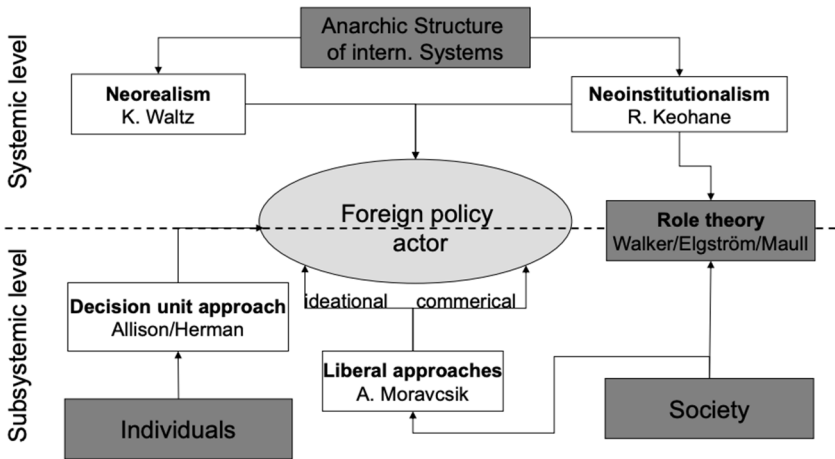 Systemic level
Anarchic Structure
of intern. Systems
Neorealism
K. Waltz
Neoinstitutionalism
R. Keohane
Foreign policy
actor
Role theory
Walker/Elgström/Maull
Subsystemic level
Decision unit approach
Allison/Herman
ideational
commerical
Liberal approaches
A. Moravcsik
Individuals
Society